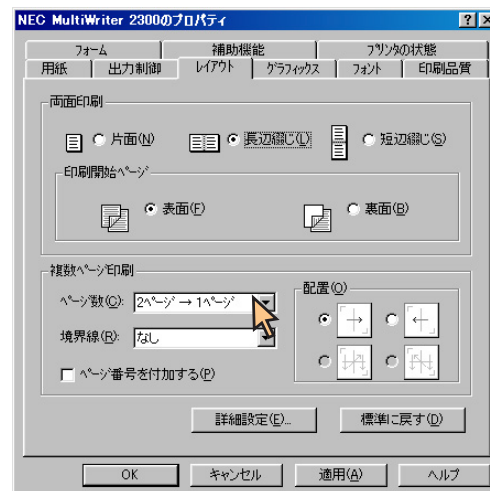 NEC MultiWriter 2300のプロパティ
フォーム 補助機能 プリンタの状態
用紙 出力制御 レイアウト グラフィックス フォント 印刷品質
両面印刷
片面(N) 長辺綴じ(L) 短辺綴じ(S)
印刷開始ページ
表面(F) 裏面(B)
複数ページ印刷
ページ数(C): 2ページ → 1ページ
配置(O)
境界線(R): なし
ページ番号を付加する(P)
詳細設定(E)... 標準に戻す(D)
OK キャンセル 適用(A) ヘルプ